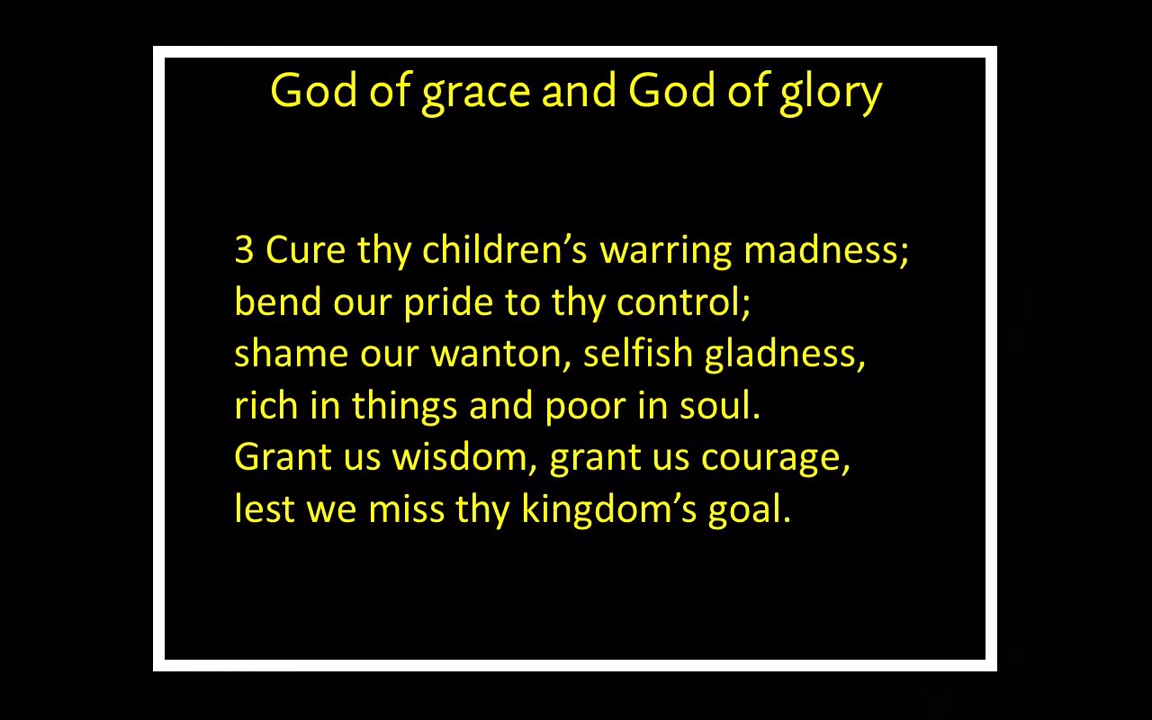 God of grace and God of glory
3 Cure thy children’s warring madness;
bend our pride to thy control;
shame our wanton, selfish gladness,
rich in things and poor in soul.
Grant us wisdom, grant us courage,
lest we miss thy kingdom’s goal.